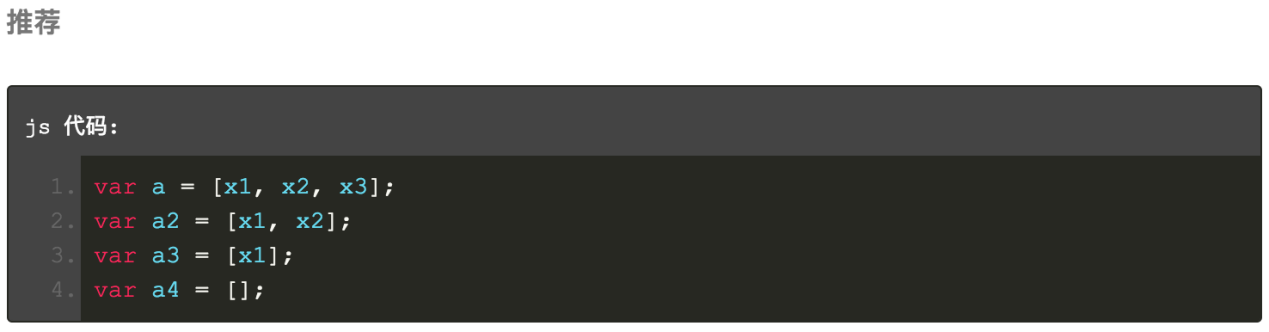 推荐
js 代码:
1. var a = [x1, x2, x3];
2. var a2 = [x1, x2];
3. var a3 = [x1];
4. var a4 = [];